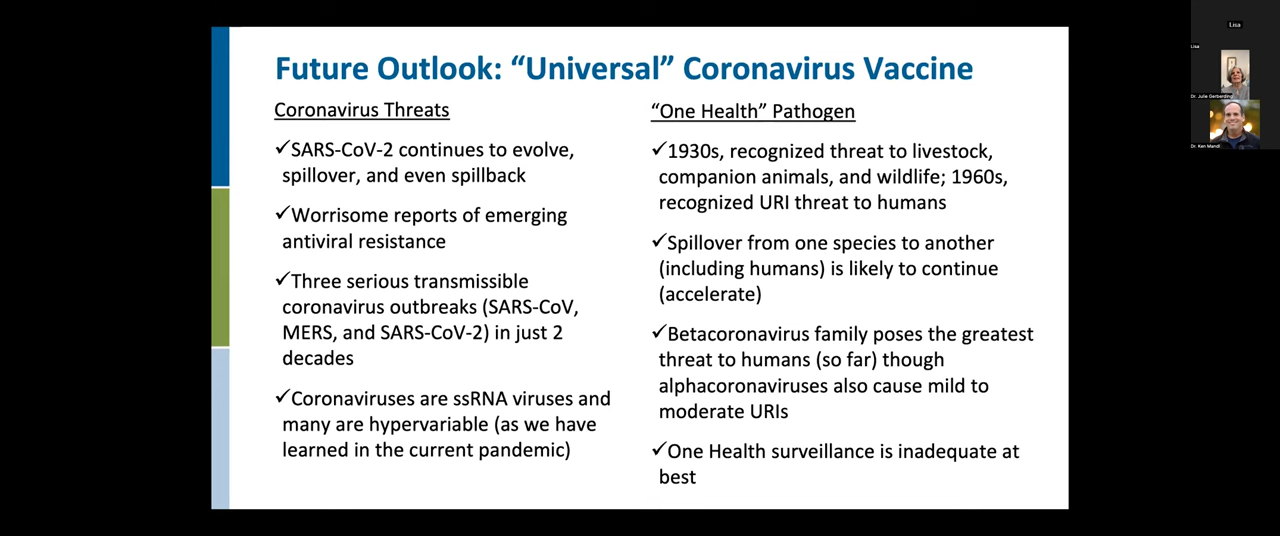 Future Outlook: “Universal” Coronavirus Vaccine
Coronavirus Threats
✓SARS-CoV-2 continues to evolve,
spillover, and even spillback
✓Worrisome reports of emerging
antiviral resistance
✓Three serious transmissible
coronavirus outbreaks (SARS-CoV,
MERS, and SARS-CoV-2) in just 2
decades
✓Coronaviruses are ssRNA viruses and
many are hypervariable (as we have
learned in the current pandemic)
“One Health” Pathogen
✓1930s, recognized threat to livestock,
companion animals, and wildlife; 1960s,
recognized URI threat to humans
✓Spillover from one species to another
(including humans) is likely to continue
(accelerate)
✓Betacoronavirus family poses the greatest
threat to humans (so far) though
alphacoronaviruses also cause mild to
moderate URIs
✓One Health surveillance is inadequate at
best
Lisa
Lisa
Dr. Julie Gerberding
Dr. Ken Mandl